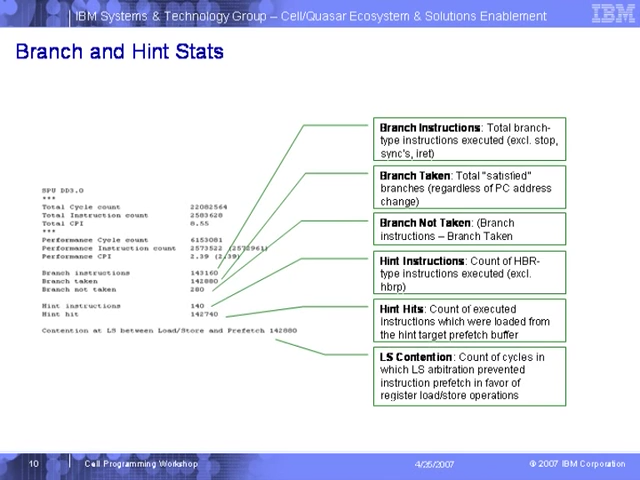 IBM Systems & Technology Group – Cell/Quasar Ecosystem & Solutions Enablement
IBM
Branch and Hint Stats
SPU DD3.0
***
Total Cycle count 22082564
Total Instruction count 2583628
Total CPI 8.55
***
Performance Cycle count 6153081
Performance Instruction count 2573522 (2572961)
Performance CPI 2.39 (2.39)
Branch instructions 143160
Branch taken 142880
Branch not taken 280
Hint instructions 140
Hint hit 142740
Contention at LS between Load/Store and Prefetch 142880
Branch Instructions: Total branch-
type instructions executed (excl. stop,
sync's, iret)
Branch Taken: Total "satisfied"
branches (regardless of PC address
change)
Branch Not Taken: (Branch
instructions – Branch Taken
Hint Instructions: Count of HBR-
type instructions executed (excl.
hbrp)
Hint Hits: Count of executed
instructions which were loaded from
the hint target prefetch buffer
LS Contention: Count of cycles in
which LS arbitration prevented
instruction prefetch in favor of
register load/store operations
10 Cell Programming Workshop 4/26/2007 © 2007 IBM Corporation